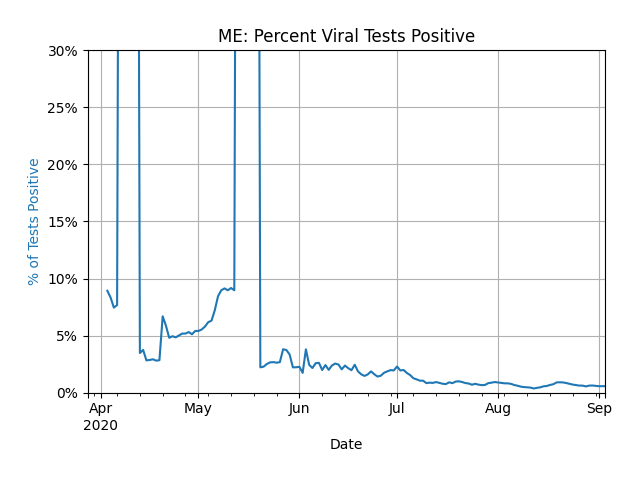 ME: Percent Viral Tests Positive
30%
25%
20%
15%
10%
5%
0%
% of Tests Positive
Apr May Jun Jul Aug Sep
2020
Date